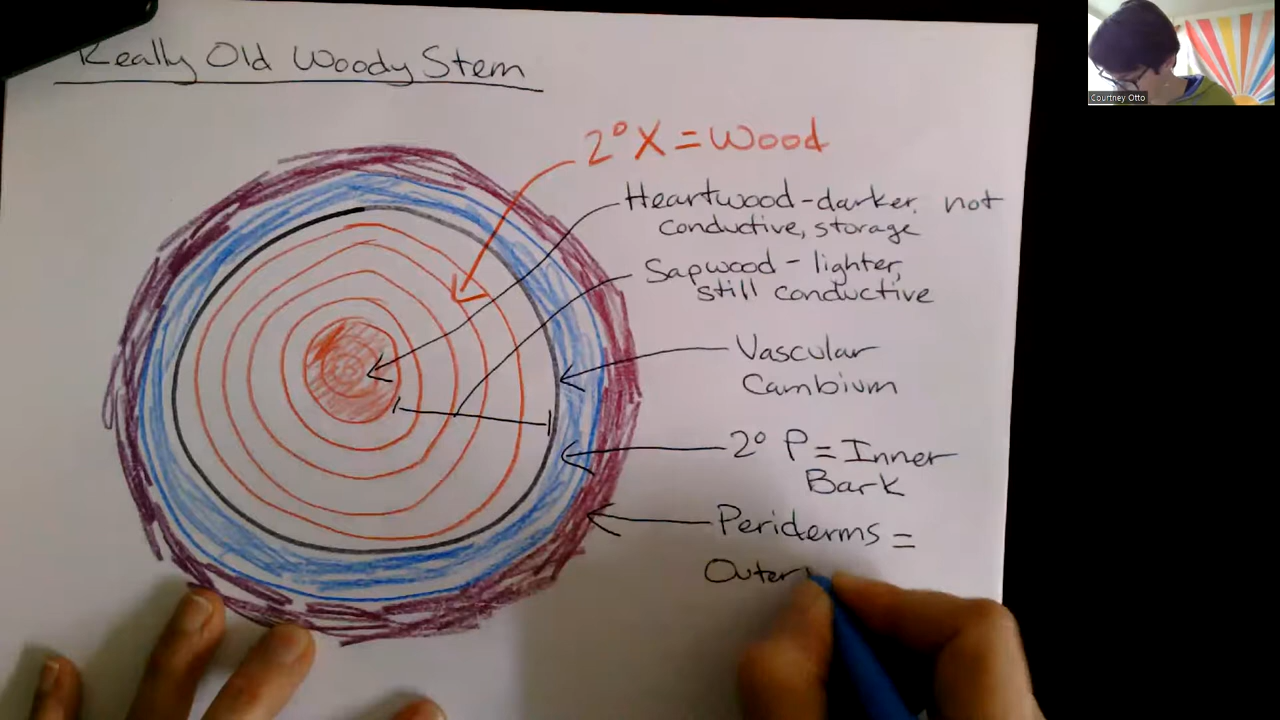 Really Old Woody Stem
2° X = Wood
Heartwood - darker, not
conductive, storage
Sapwood - lighter,
still conductive
Vascular
Cambium
2° P = Inner
Bark
Periderms =
Outer
Courtney Otto